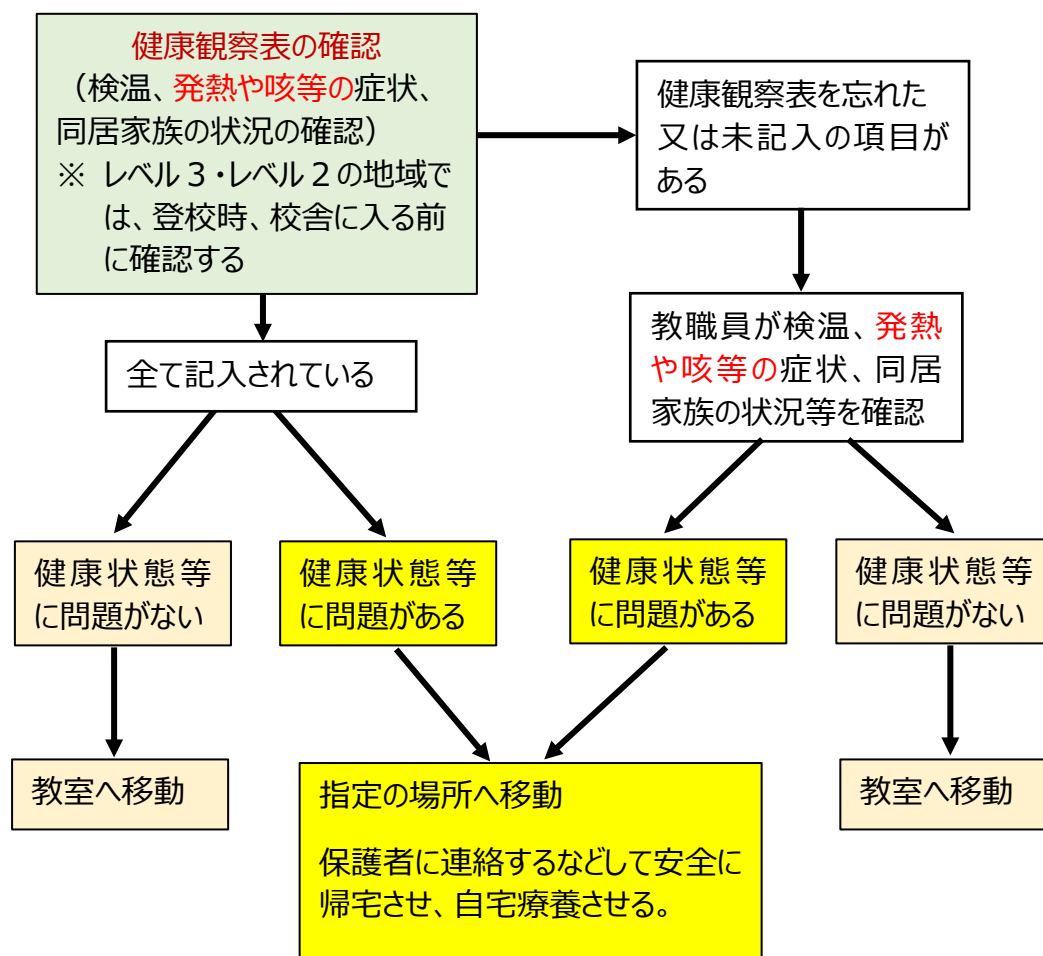 健康観察表の確認
（検温、発熱や咳等の症状、
同居家族の状況の確認）
※ レベル３・レベル２の地域で
は、登校時、校舎に入る前
に確認する
健康観察表を忘れた
又は未記入の項目が
ある
全て記入されている
教職員が検温、発熱
や咳等の症状、同居
家族の状況等を確認
健康状態等
に問題がない
健康状態等
に問題がある
健康状態等
に問題がある
健康状態等
に問題がない
教室へ移動
指定の場所へ移動
保護者に連絡するなどして安全に
帰宅させ、自宅療養させる。
教室へ移動